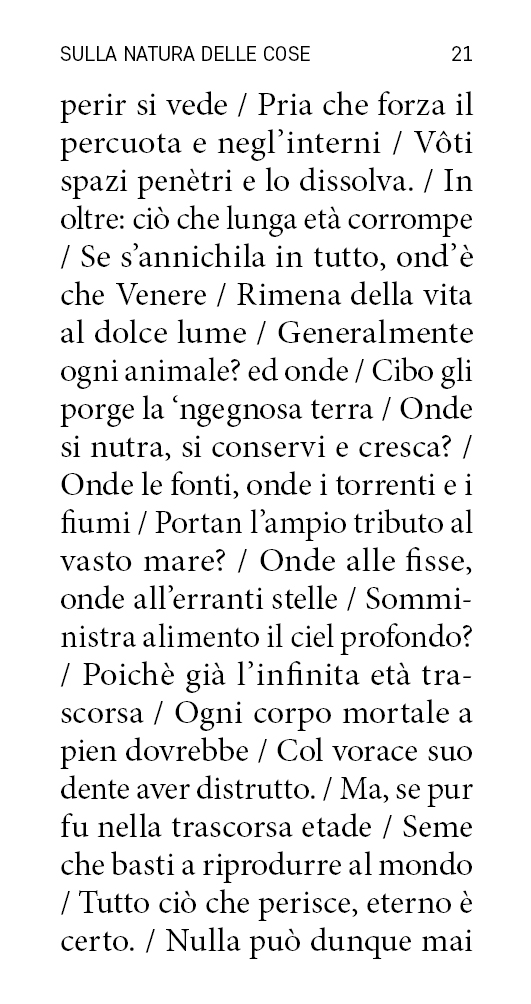 SULLA NATURA DELLE COSE 21
perir si vede / Pria che forza il
percuota e negl’interni / Vôti
spazi penètri e lo dissolva. / In
oltre: ciò che lunga età corrompe
/ Se s’annichila in tutto, ond’è
che Venere / Rimena della vita
al dolce lume / Generalmente
ogni animale? ed onde / Cibo gli
porge la ‘ngegnosa terra / Onde
si nutra, si conservi e cresca? /
Onde le fonti, onde i torrenti e i
fiumi / Portan l’ampio tributo al
vasto mare? / Onde alle fisse,
onde all’erranti stelle / Sommi-
nistra alimento il ciel profondo?
/ Poichè già l’infinita età tra-
scorsa / Ogni corpo mortale a
pien dovrebbe / Col vorace suo
dente aver distrutto. / Ma, se pur
fu nella trascorsa etade / Seme
che basti a riprodurre al mondo
/ Tutto ciò che perisce, eterno è
certo. / Nulla può dunque mai